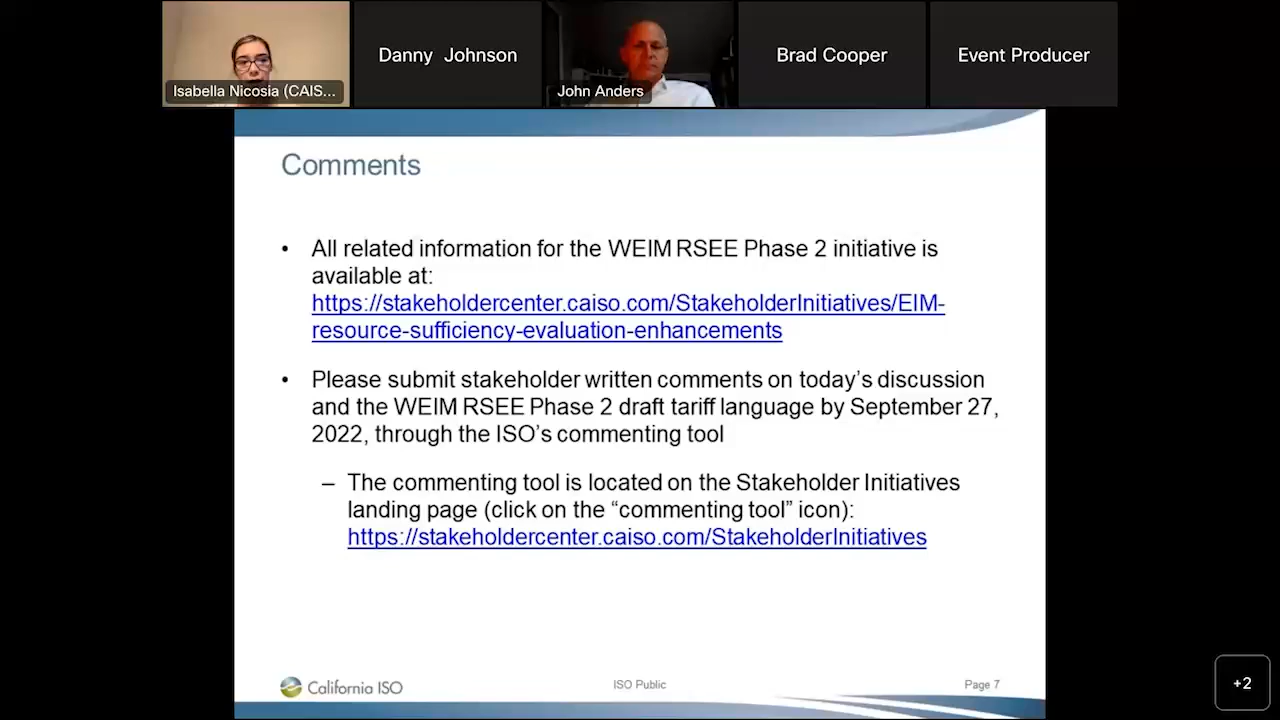 Isabella Nicosia (CAIS...
Danny Johnson
John Anders
Brad Cooper
Event Producer
Comments
• All related information for the WEIM RSEE Phase 2 initiative is
available at:
https://stakeholdercenter.caiso.com/StakeholderInitiatives/EIM-
resource-sufficiency-evaluation-enhancements
• Please submit stakeholder written comments on today’s discussion
and the WEIM RSEE Phase 2 draft tariff language by September 27,
2022, through the ISO’s commenting tool
– The commenting tool is located on the Stakeholder Initiatives
landing page (click on the “commenting tool” icon):
https://stakeholdercenter.caiso.com/StakeholderInitiatives
California ISO
ISO Public
Page 7
+2